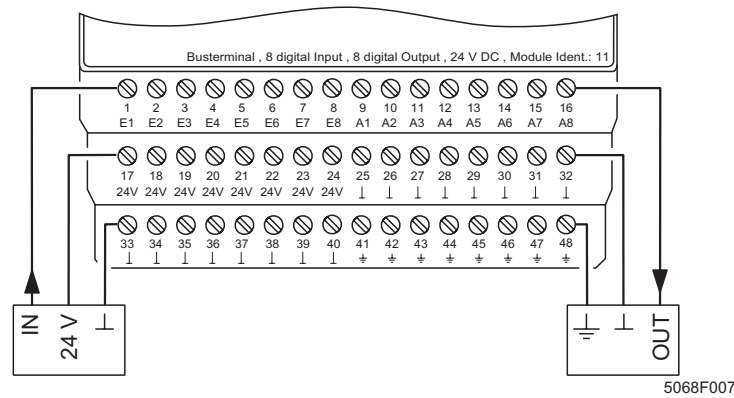 Busterminal , 8 digital Input , 8 digital Output , 24 V DC , Module Ident.: 11
1 2 3 4 5 6 7 8 9 10 11 12 13 14 15 16
E1 E2 E3 E4 E5 E6 E7 E8 A1 A2 A3 A4 A5 A6 A7 A8
17 18 19 20 21 22 23 24 25 26 27 28 29 30 31 32
24V 24V 24V 24V 24V 24V 24V 24V
33 34 35 36 37 38 39 40 41 42 43 44 45 46 47 48
IN
24 V
OUT
5068F007